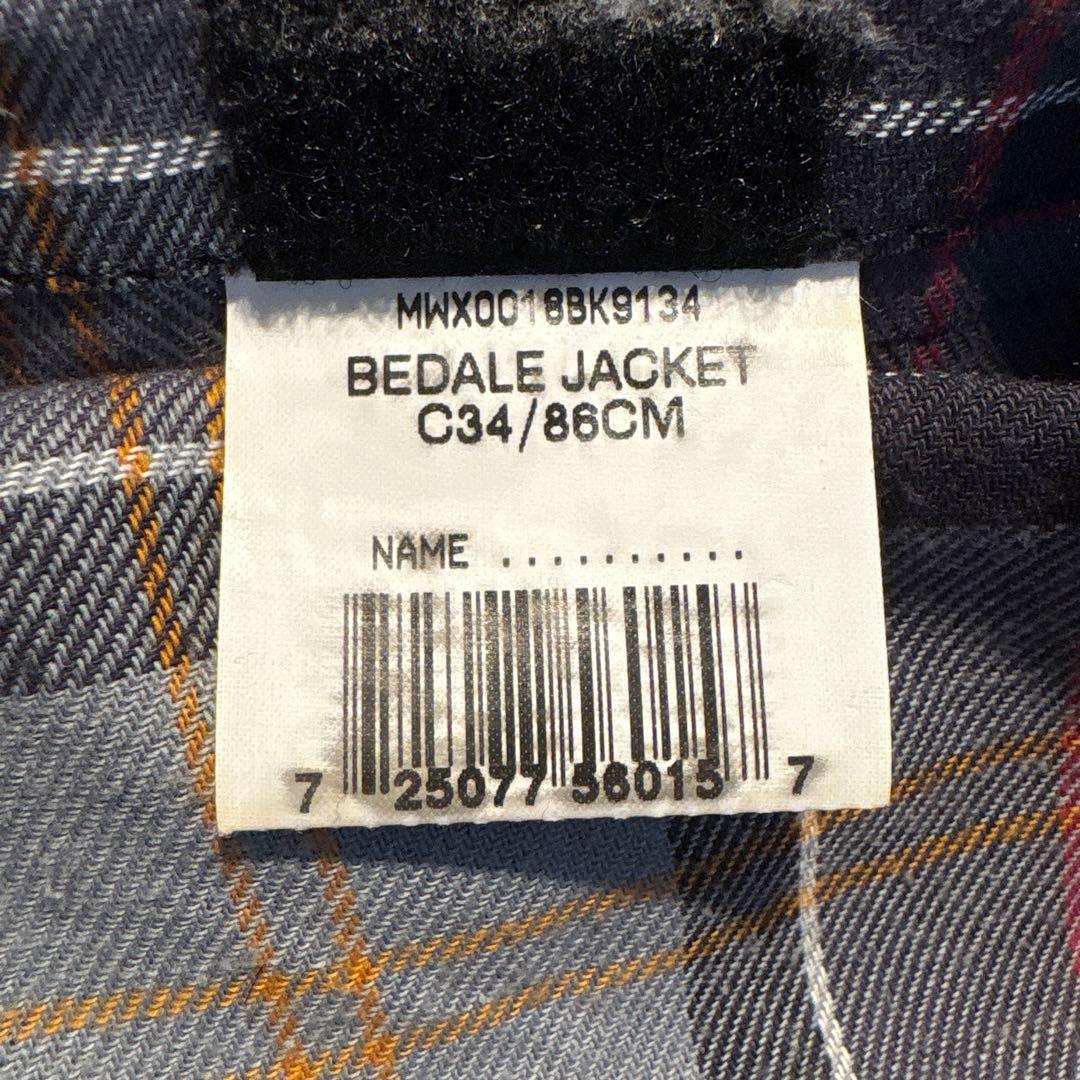 MWX0018BK9134
BEDALE JACKET
C34/86CM
NAME ..........
7 25077 56015 7